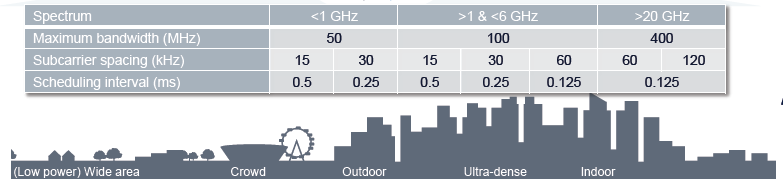 Spectrum <1 GHz >1 & <6 GHz >20 GHz
Maximum bandwidth (MHz) 50 100 400
Subcarrier spacing (kHz) 15 30 15 30 60 60 120
Scheduling interval (ms) 0.5 0.25 0.5 0.25 0.125 0.125
(Low power) Wide area Crowd Outdoor Ultra-dense Indoor